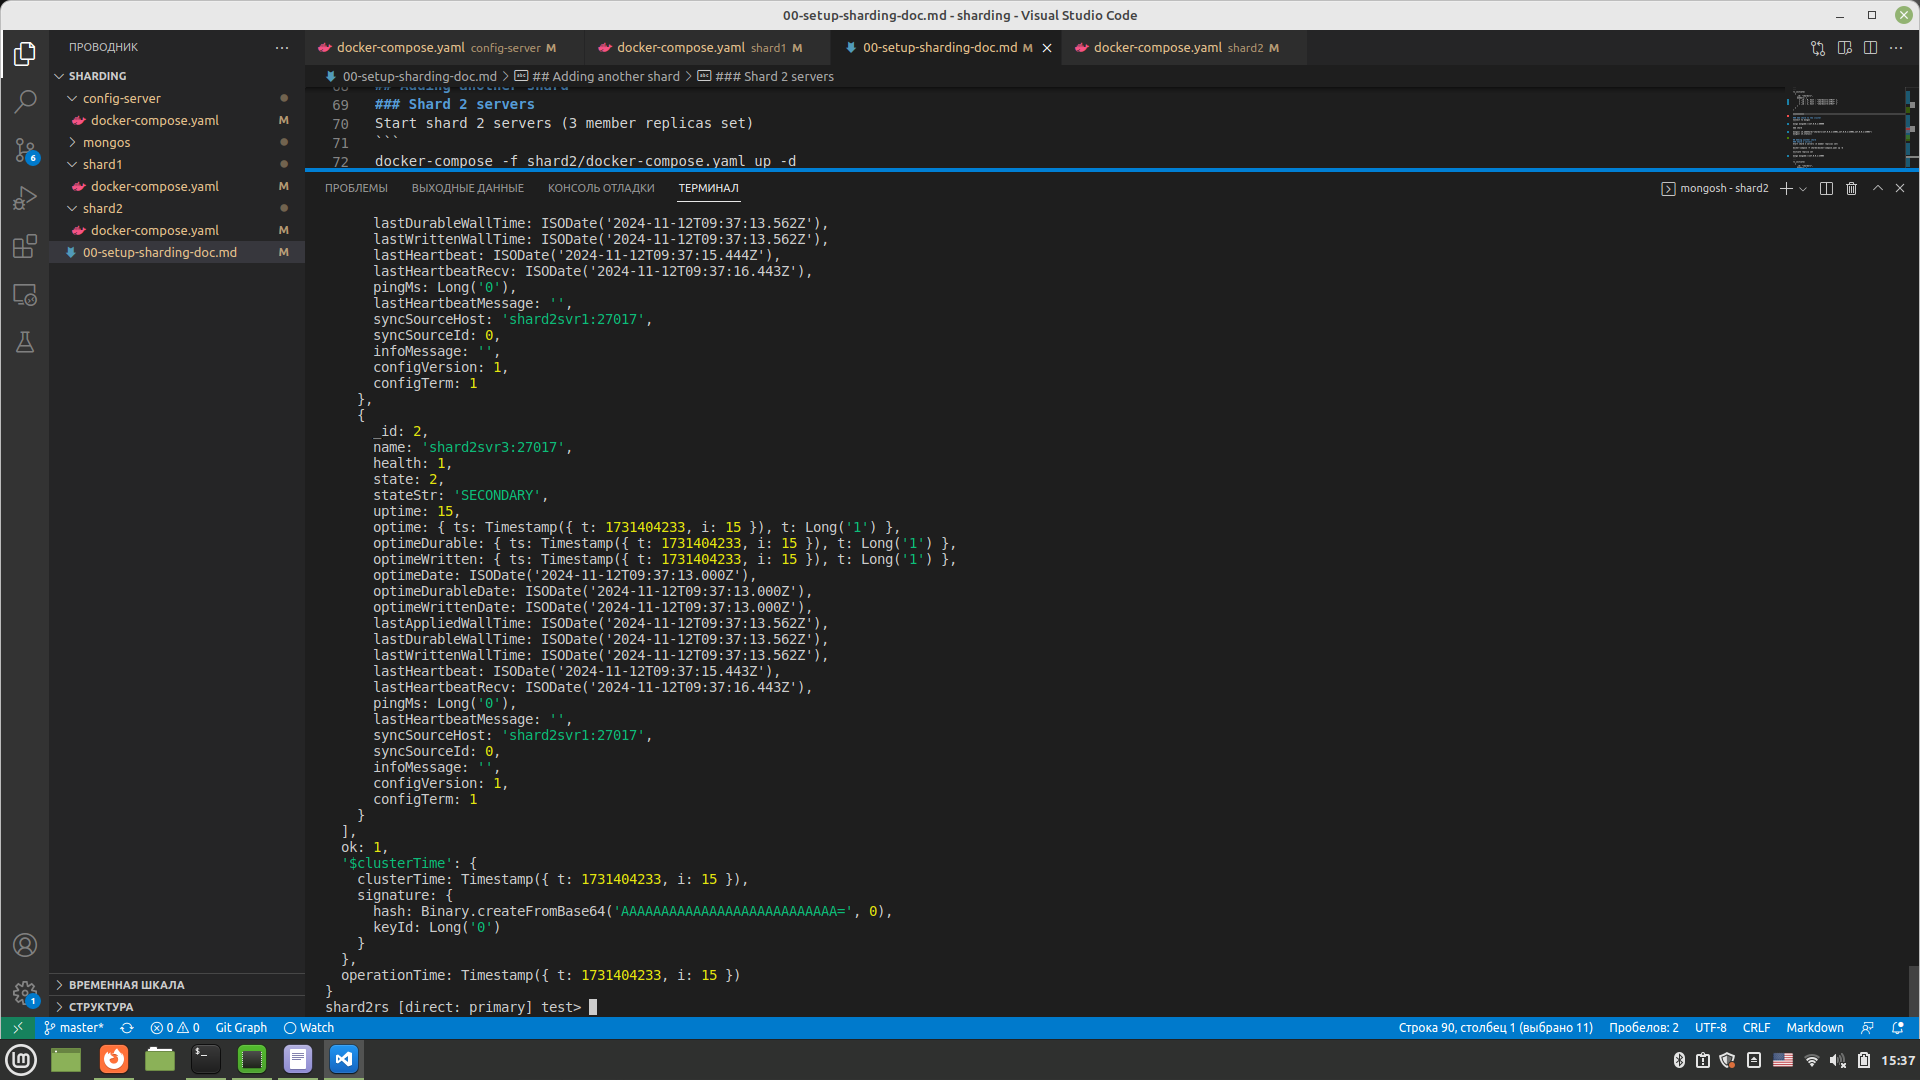 00-setup-sharding-doc.md - sharding - Visual Studio Code
ПРОВОДНИК
docker-compose.yaml config-server M
docker-compose.yaml shard1 M
00-setup-sharding-doc.md M
docker-compose.yaml shard2 M
SHARDING
config-server
docker-compose.yaml M
mongos
shard1
docker-compose.yaml M
shard2
docker-compose.yaml M
00-setup-sharding-doc.md M
ВРЕМЕННАЯ ШКАЛА
СТРУКТУРА
6
1
00-setup-sharding-doc.md > ## Adding another shard > ### Shard 2 servers
68 ## Adding another shard
69 ### Shard 2 servers
70 Start shard 2 servers (3 member replicas set)
71 ```
72 docker-compose -f shard2/docker-compose.yaml up -d
ПРОБЛЕМЫ ВЫХОДНЫЕ ДАННЫЕ КОНСОЛЬ ОТЛАДКИ ТЕРМИНАЛ
mongosh - shard2
lastDurableWallTime: ISODate('2024-11-12T09:37:13.562Z'),
lastWrittenWallTime: ISODate('2024-11-12T09:37:13.562Z'),
lastHeartbeat: ISODate('2024-11-12T09:37:15.444Z'),
lastHeartbeatRecv: ISODate('2024-11-12T09:37:16.443Z'),
pingMs: Long('0'),
lastHeartbeatMessage: '',
syncSourceHost: 'shard2svr1:27017',
syncSourceId: 0,
infoMessage: '',
configVersion: 1,
configTerm: 1
},
{
_id: 2,
name: 'shard2svr3:27017',
health: 1,
state: 2,
stateStr: 'SECONDARY',
uptime: 15,
optime: { ts: Timestamp({ t: 1731404233, i: 15 }), t: Long('1') },
optimeDurable: { ts: Timestamp({ t: 1731404233, i: 15 }), t: Long('1') },
optimeWritten: { ts: Timestamp({ t: 1731404233, i: 15 }), t: Long('1') },
optimeDate: ISODate('2024-11-12T09:37:13.000Z'),
optimeDurableDate: ISODate('2024-11-12T09:37:13.000Z'),
optimeWrittenDate: ISODate('2024-11-12T09:37:13.000Z'),
lastAppliedWallTime: ISODate('2024-11-12T09:37:13.562Z'),
lastDurableWallTime: ISODate('2024-11-12T09:37:13.562Z'),
lastWrittenWallTime: ISODate('2024-11-12T09:37:13.562Z'),
lastHeartbeat: ISODate('2024-11-12T09:37:15.443Z'),
lastHeartbeatRecv: ISODate('2024-11-12T09:37:16.443Z'),
pingMs: Long('0'),
lastHeartbeatMessage: '',
syncSourceHost: 'shard2svr1:27017',
syncSourceId: 0,
infoMessage: '',
configVersion: 1,
configTerm: 1
}
],
ok: 1,
'$clusterTime': {
clusterTime: Timestamp({ t: 1731404233, i: 15 }),
signature: {
hash: Binary.createFromBase64('AAAAAAAAAAAAAAAAAAAAAAAAAAA=', 0),
keyId: Long('0')
}
},
operationTime: Timestamp({ t: 1731404233, i: 15 })
}
shard2rs [direct: primary] test>
master* 0 0 Git Graph Watch
Строка 90, столбец 1 (выбрано 11) Пробелов: 2 UTF-8 CRLF Markdown
15:37